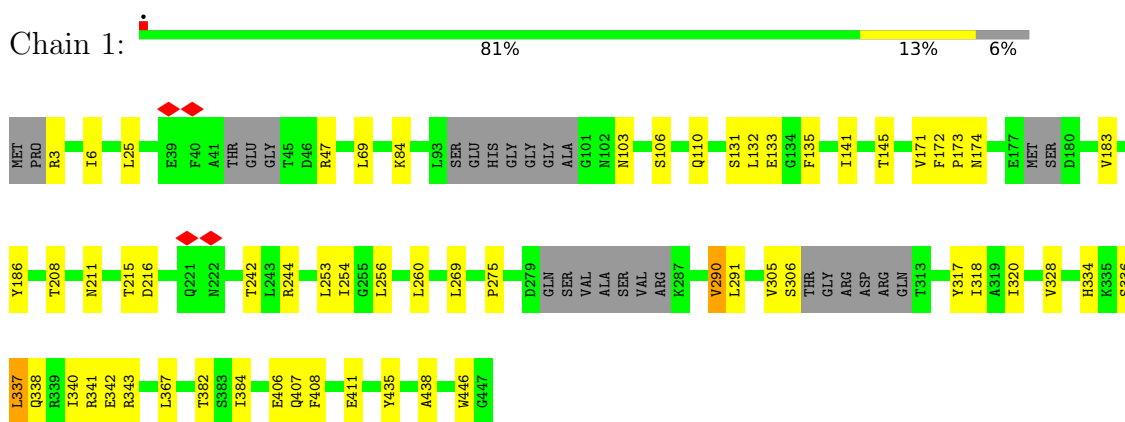 Chain 1:
81% 13% 6%
MET PRO R3 I6 L25 E39 F40 A41 THR GLU GLY T45 D46 R47 L69 K84 L93 SER GLU HIS GLY GLY GLY ALA G101 N102 N103 S106 Q110 S131 L132 E133 G134 F135 I141 T145 V171 F172 P173 N174 E177 MET SER D180 V183
Y186 T208 N211 T215 D216 Q221 N222 T242 L243 R244 L253 I254 G255 L256 L260 L269 P275 D279 GLN SER VAL ALA SER VAL ARG K287 V290 L291 V305 S306 THR GLY ARG ASP ARG GLN T313 Y317 I318 A319 I320 V328 H334 K335 S336
L337 Q338 R339 I340 R341 E342 R343 L367 T382 S383 I384 E406 Q407 F408 E411 Y435 A438 W446 G447